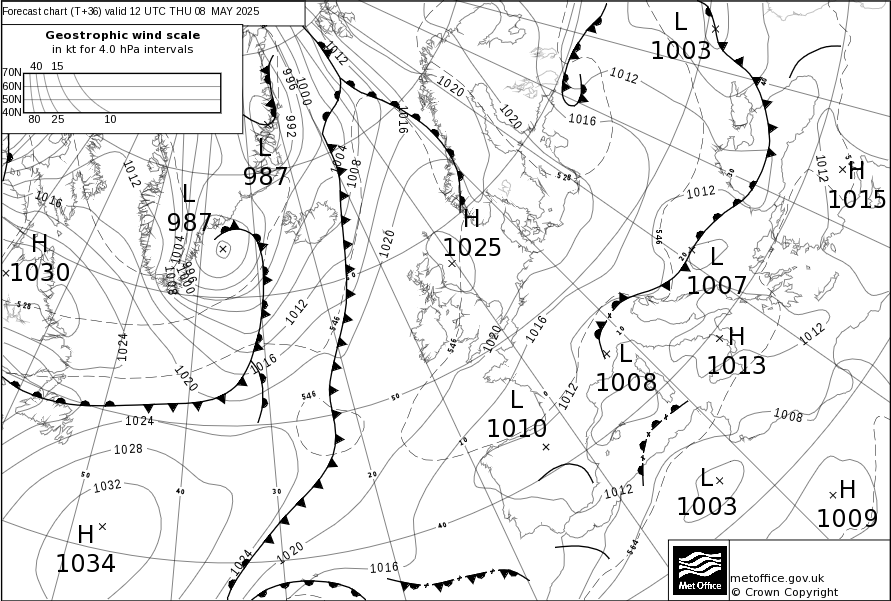 Forecast chart (T+36) valid 12 UTC THU 08 MAY 2025
Geostrophic wind scale
in kt for 4.0 hPa intervals
40 15
70N
60N
50N
40N
80 25 10
1012
996
1000
992
1016
1020
1020
L
1003
1012
1016
L
987
1004
1008
1012
1016
L
987
H
1030
1004
996
1000
1008
528
1020
H
1025
528
546
1012
1012
H
1015
L
1007
20
30
40
50
546
546
1012
1016
1020
1024
1020
1016
546
50
10
0
1012
L
1008
10
H
1013
1012
1008
L
1010
1024
1028
50
1032
40
30
20
10
40
H
1034
1024
1020
1016
1012
564
L
1003
H
1009
Met Office
metoffice.gov.uk
© Crown Copyright